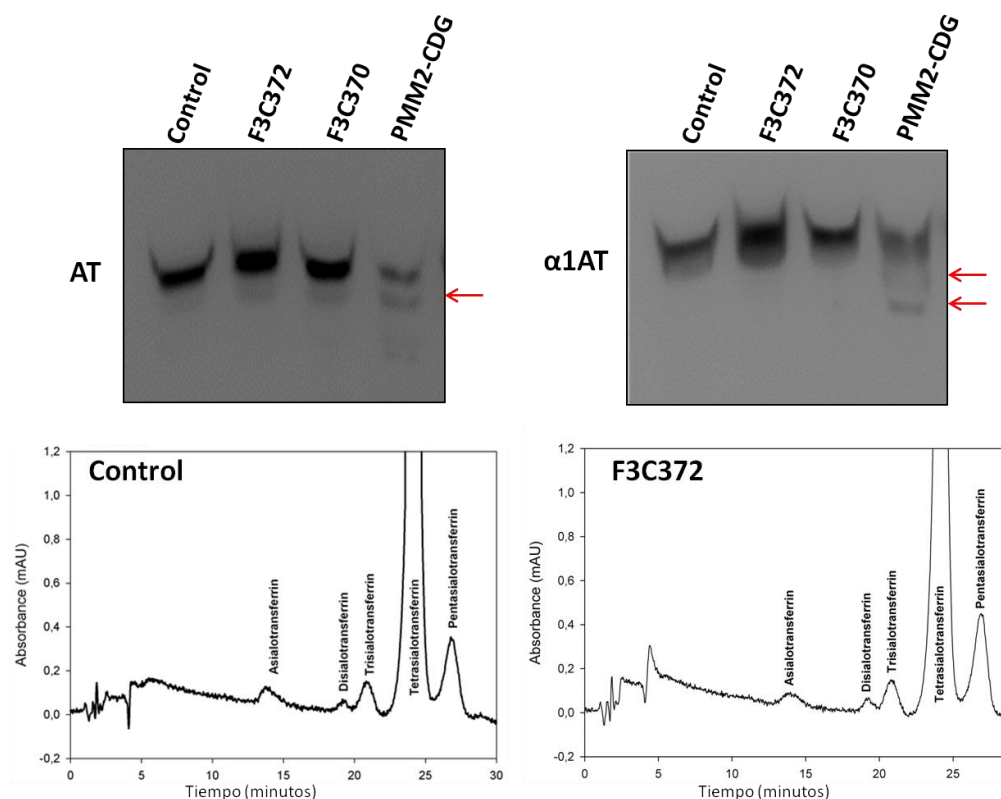 Control
F3C372
F3C370
PMM2-CDG
AT
Control
F3C372
F3C370
PMM2-CDG
α1AT
Control
Absorbance (mAU)
1,2
1,0
0,8
0,6
0,4
0,2
0,0
-0,2
Asialotransferrin
Disialotransferrin
Trisialotransferrin
Tetrasialotransferrin
Pentasialotransferrin
0 5 10 15 20 25 30
Tiempo (minutos)
F3C372
Absorbance (mAU)
1,2
1,0
0,8
0,6
0,4
0,2
0,0
-0,2
Asialotransferrin
Disialotransferrin
Trisialotransferrin
Tetrasialotransferrin
Pentasialotransferrin
0 5 10 15 20 25
Tiempo (minutos)